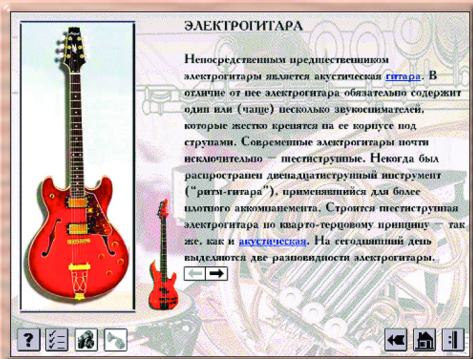 ЭЛЕКТРОГИТАРА
Непосредственным предшественником
электрогитары является акустическая гитара. В
отличие от нее электрогитара обязательно содержит
один или (чаще) несколько звукоснимателей,
которые жестко крепятся на ее корпусе под
струнами. Современные электрогитары почти
исключительно - шестиструнные. Некогда был
распространен двенадцатиструнный инструмент
("ритм-гитара"), применявшийся для более
плотного аккомпанемента. Строится шестиструнная
электрогитара по кварто-терцовому принципу - так
же, как и акустическая. На сегодняшний день
выделяются две разновидности электрогитары.
?